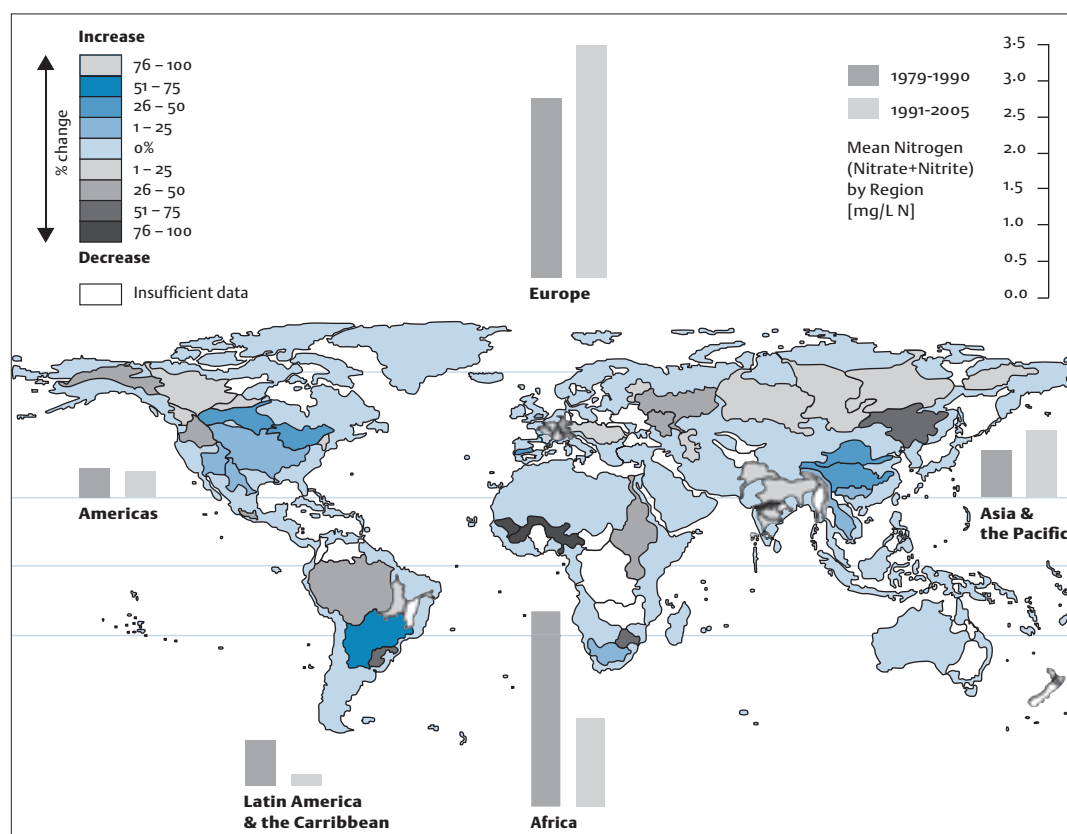 Increase
76 – 100
51 – 75
26 – 50
1 – 25
0%
1 – 25
26 – 50
51 – 75
76 – 100
% change
Decrease
Insufficient data
1979-1990
1991-2005
Mean Nitrogen
(Nitrate+Nitrite)
by Region
[mg/L N]
3.5
3.0
2.5
2.0
1.5
1.0
0.5
0.0
Europe
Americas
Asia &
the Pacific
Latin America
& the Carribbean
Africa